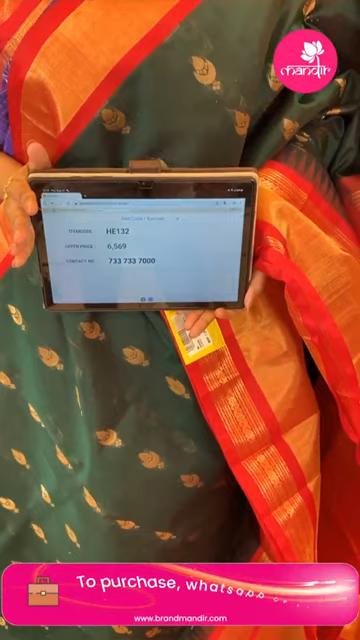 mandir
ITEMCODE: HE132
OFFER PRICE: 6,569
CONTACT NO: 733 733 7000
To purchase, whatsapp
www.brandmandir.com